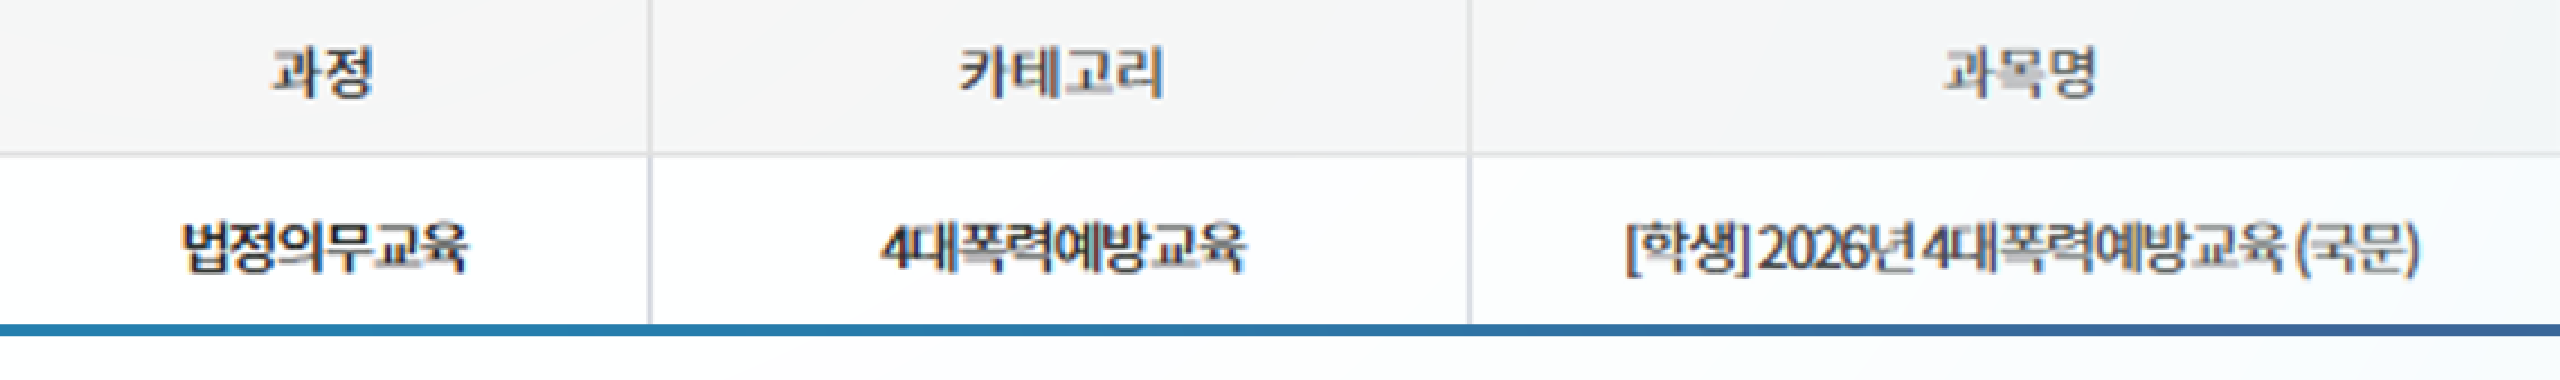 과정 카테고리 과목명
법정의무교육 4대폭력예방교육 [학생] 2026년 4대폭력예방교육 (국문)